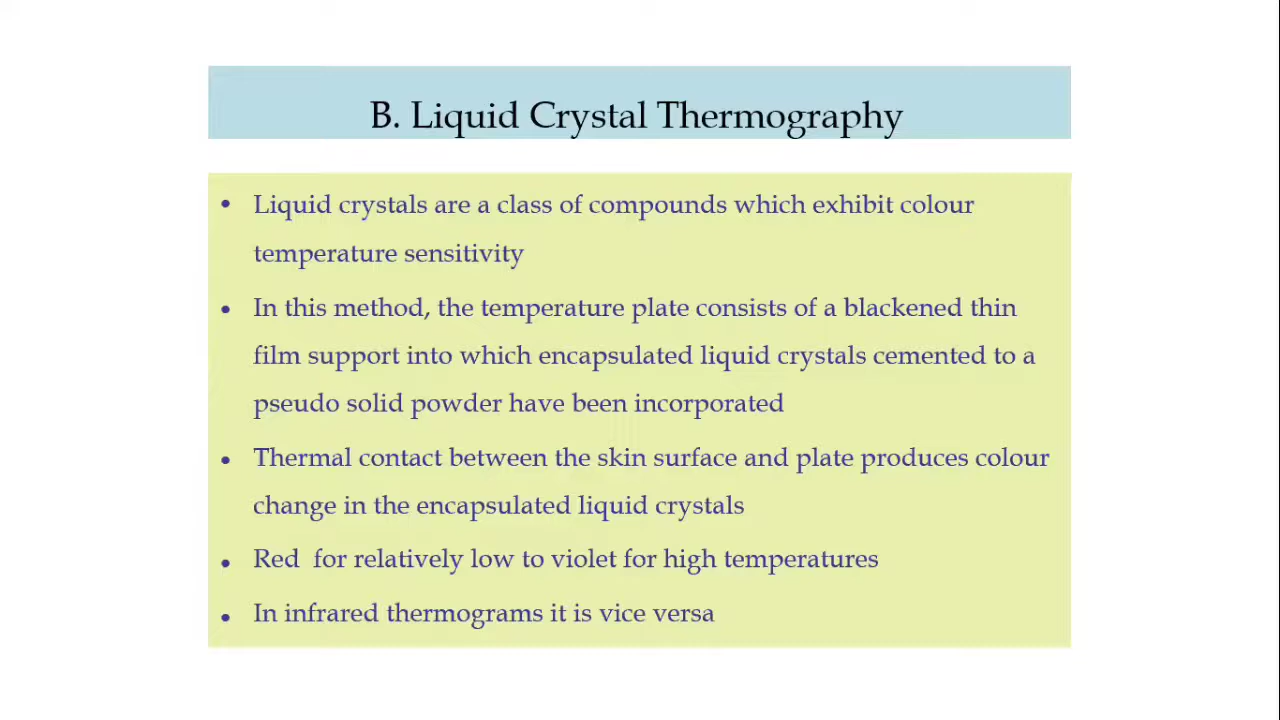 B. Liquid Crystal Thermography
• Liquid crystals are a class of compounds which exhibit colour
temperature sensitivity
• In this method, the temperature plate consists of a blackened thin
film support into which encapsulated liquid crystals cemented to a
pseudo solid powder have been incorporated
• Thermal contact between the skin surface and plate produces colour
change in the encapsulated liquid crystals
• Red for relatively low to violet for high temperatures
• In infrared thermograms it is vice versa